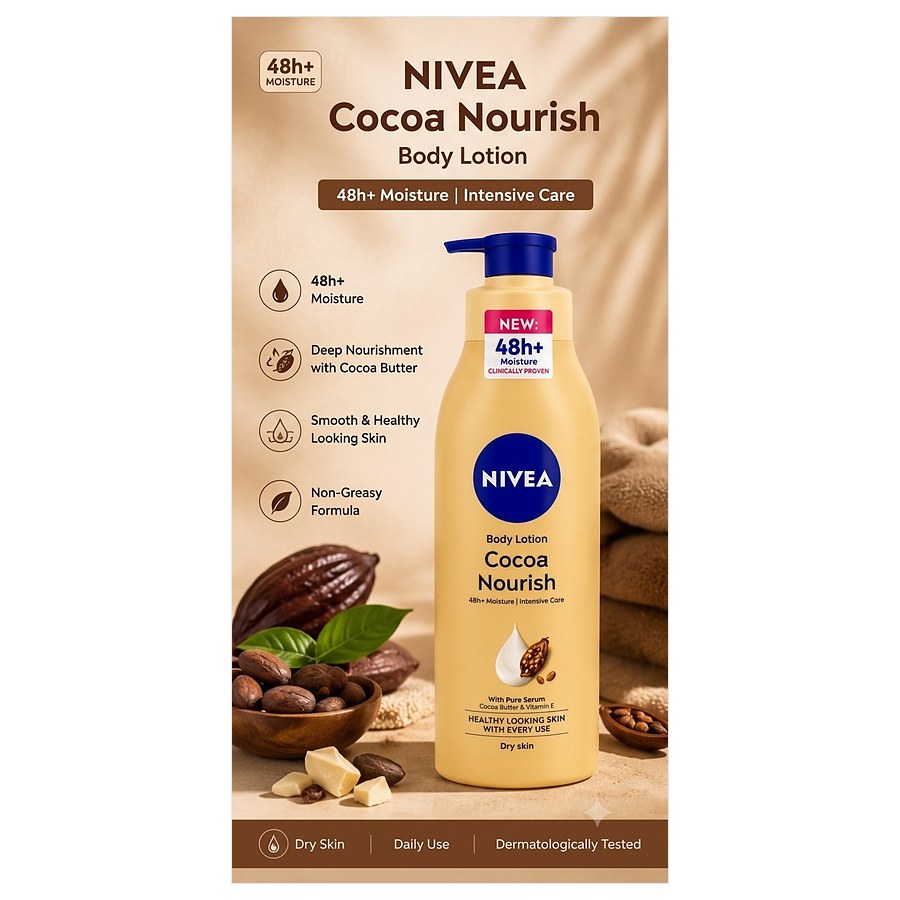 48h+
MOISTURE
NIVEA
Cocoa Nourish
Body Lotion
48h+ Moisture | Intensive Care
48h+
Moisture
Deep Nourishment
with Cocoa Butter
Smooth & Healthy
Looking Skin
Non-Greasy
Formula
NEW:
48h+
Moisture
CLINICALLY PROVEN
NIVEA
Body Lotion
Cocoa
Nourish
48h+ Moisture | Intensive Care
With Pure Serum
Cocoa Butter & Vitamin E
HEALTHY LOOKING SKIN
WITH EVERY USE
Dry skin
Dry Skin | Daily Use | Dermatologically Tested